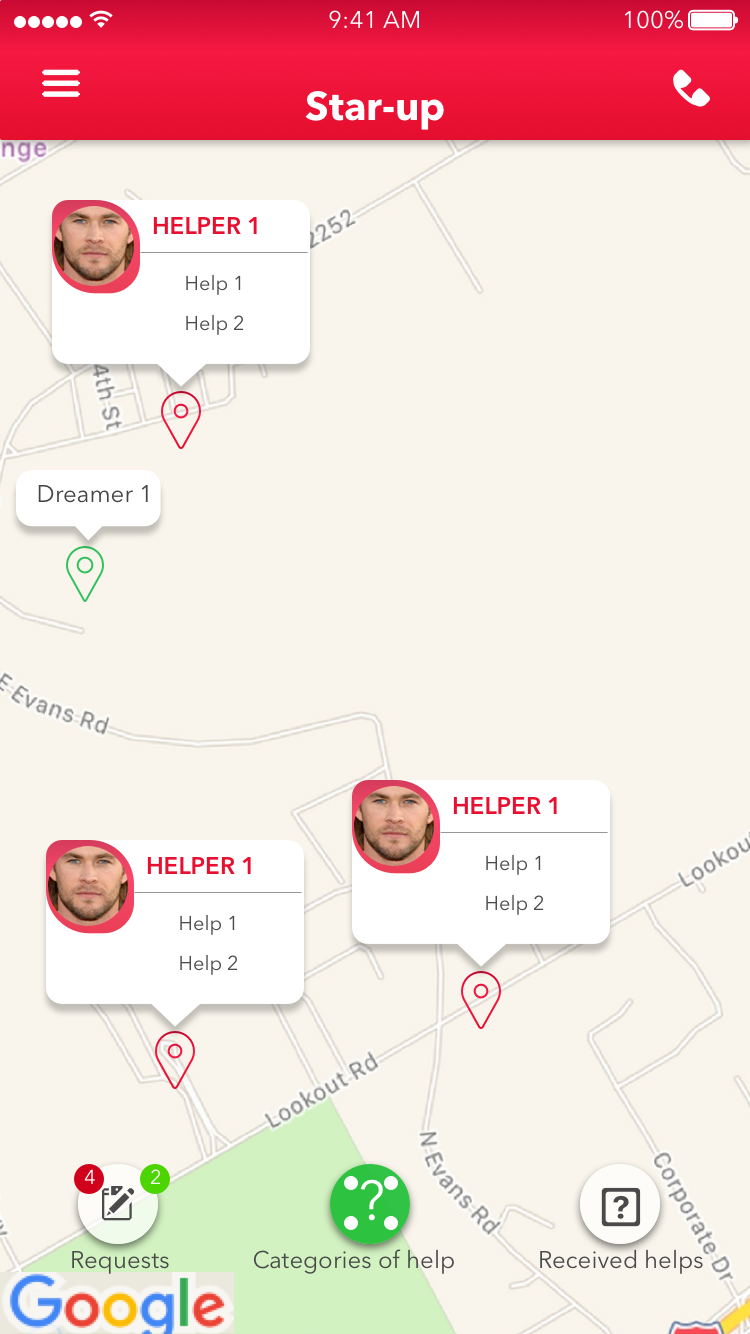 9:41 AM 100%
Star-up
nge
HELPER 1
2252
Help 1
Help 2
4th St
Dreamer 1
E Evans Rd
HELPER 1
Help 1
Help 2
HELPER 1
Help 1
Help 2
Lookou
Lookout Rd
N Evans Rd
Corporate Dr
4 2
? ?
Requests Categories of help Received helps
Google